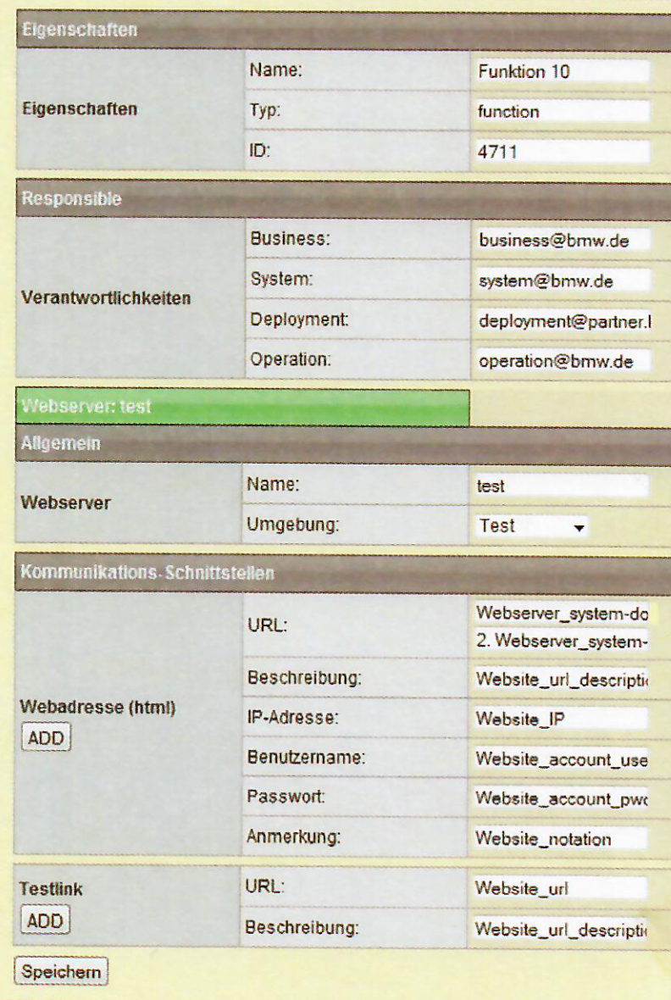 Eigenschaften
Eigenschaften
Name: Funktion 10
Typ: function
ID: 4711
Responsible
Verantwortlichkeiten
Business: business@bmw.de
System: system@bmw.de
Deployment: deployment@partner.l
Operation: operation@bmw.de
Webserver: test
Allgemein
Webserver
Name: test
Umgebung: Test
Kommunikations-Schnittstellen
Webadresse (html)
ADD
URL: Webserver_system-do
2. Webserver_system-
Beschreibung: Website_url_descriptio
IP-Adresse: Website_IP
Benutzername: Website_account_use
Passwort: Website_account_pwd
Anmerkung: Website_notation
Testlink
ADD
URL: Website_url
Beschreibung: Website_url_descriptio
Speichern